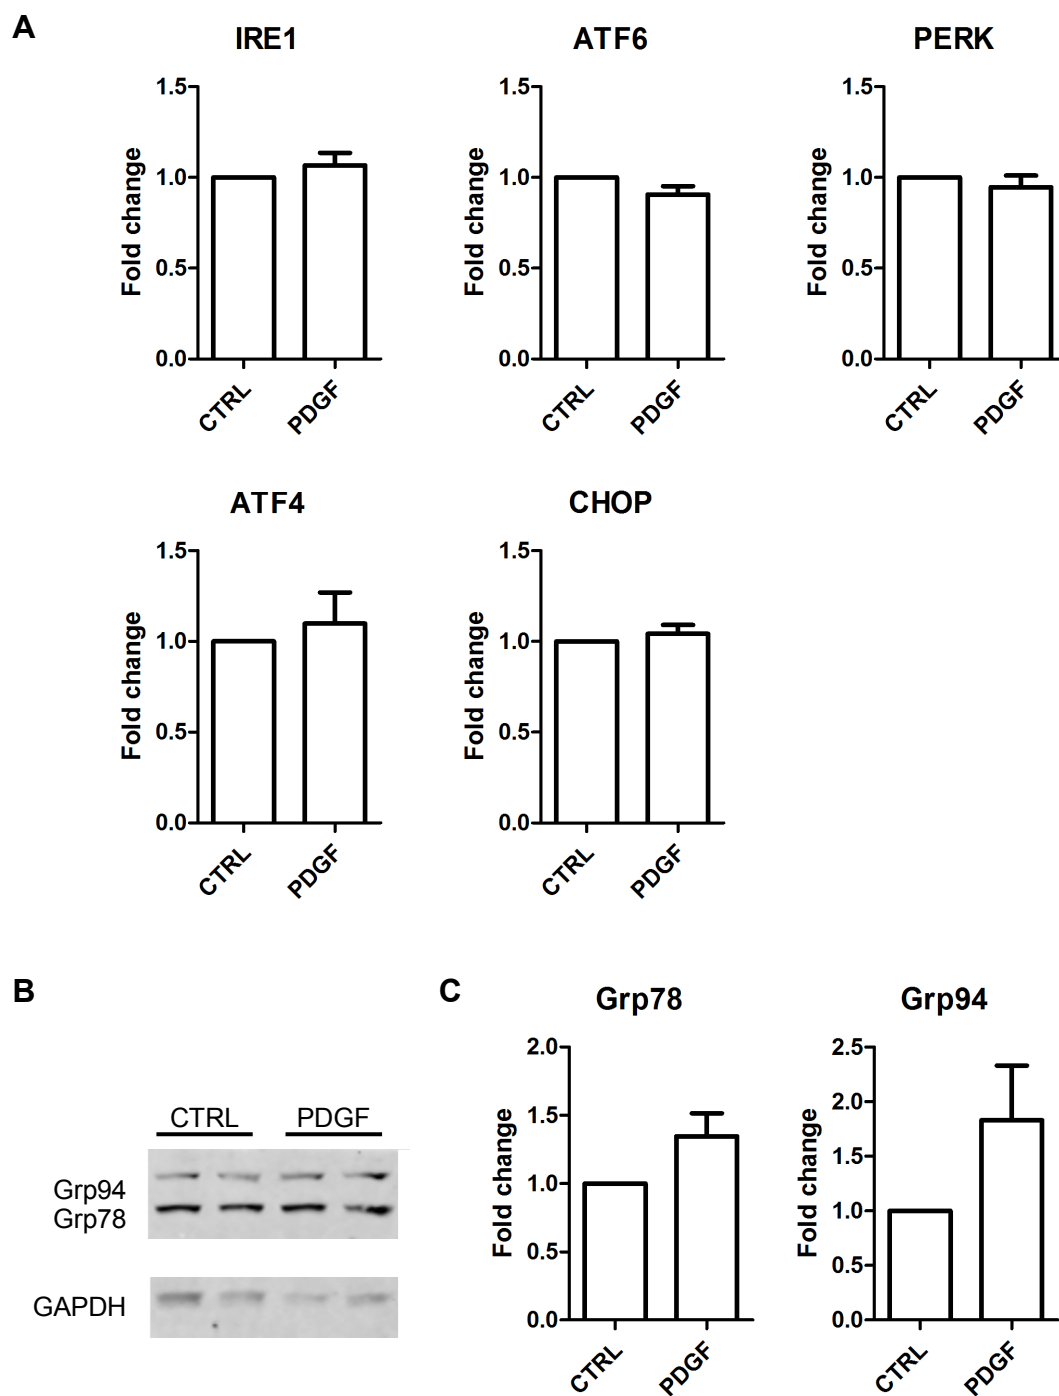 A
IRE1
ATF6
PERK
Fold change
1.5
1.0
0.5
0.0
CTRL
PDGF
Fold change
1.5
1.0
0.5
0.0
CTRL
PDGF
Fold change
1.5
1.0
0.5
0.0
CTRL
PDGF
ATF4
CHOP
Fold change
1.5
1.0
0.5
0.0
CTRL
PDGF
Fold change
1.5
1.0
0.5
0.0
CTRL
PDGF
B
CTRL PDGF
Grp94
Grp78
GAPDH
C
Grp78
Grp94
Fold change
2.0
1.5
1.0
0.5
0.0
CTRL
PDGF
Fold change
2.5
2.0
1.5
1.0
0.5
0.0
CTRL
PDGF